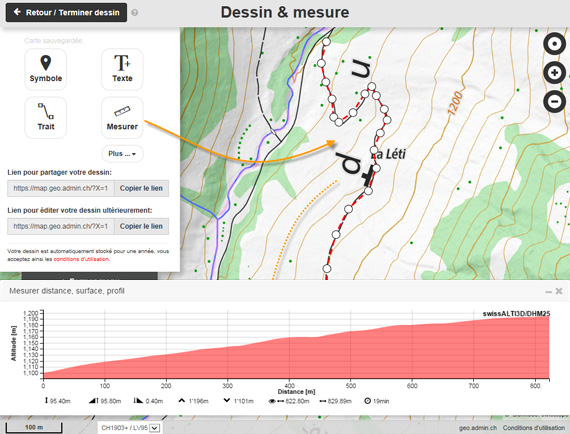 Retour / Terminer dessin
Dessin & mesure
Carte sauvegardée.
Symbole
Texte
Trait
Mesurer
Plus ...
Lien pour partager votre dessin:
https://map.geo.admin.ch/?X=1
Copier le lien
Lien pour éditer votre dessin ultérieurement:
https://map.geo.admin.ch/?X=1
Copier le lien
Votre dessin est automatiquement stocké pour une année, vous
acceptez ainsi les conditions d'utilisation.
u
d
a Léti
1200
Mesurer distance, surface, profil
swissALTI3D/DHM25
Altitude [m]
1,200
1,190
1,180
1,170
1,160
1,150
1,140
1,130
1,120
1,110
1,100
0
100
200
300
400
500
600
700
800
Distance [m]
95.40m
95.80m
0.40m
1'196m
1'101m
822.80m
829.89m
19min
100 m
CH1903+ / LV95
geo.admin.ch
Conditions d'utilisation